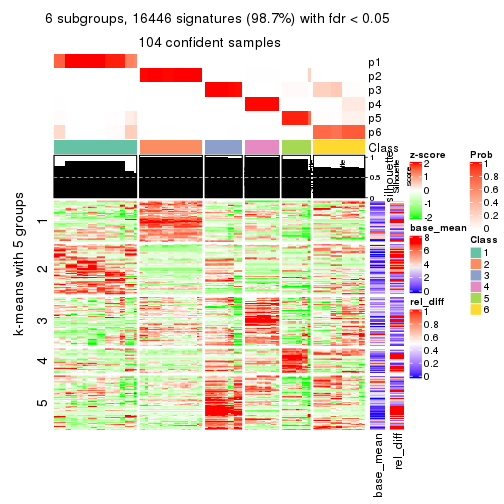 6 subgroups, 16446 signatures (98.7%) with fdr < 0.05
104 confident samples
p1
p2
p3
p4
p5
p6
Class
1
0.5
0
silhouette
k-means with 5 groups
1
2
3
4
5
base_mean
rel_diff
z-score
2
1
0
-1
-2
base_mean
8
6
4
2
0
rel_diff
1
0.8
0.6
0.4
0.2
0
Prob
1
0.8
0.6
0.4
0.2
0
Class
1
2
3
4
5
6